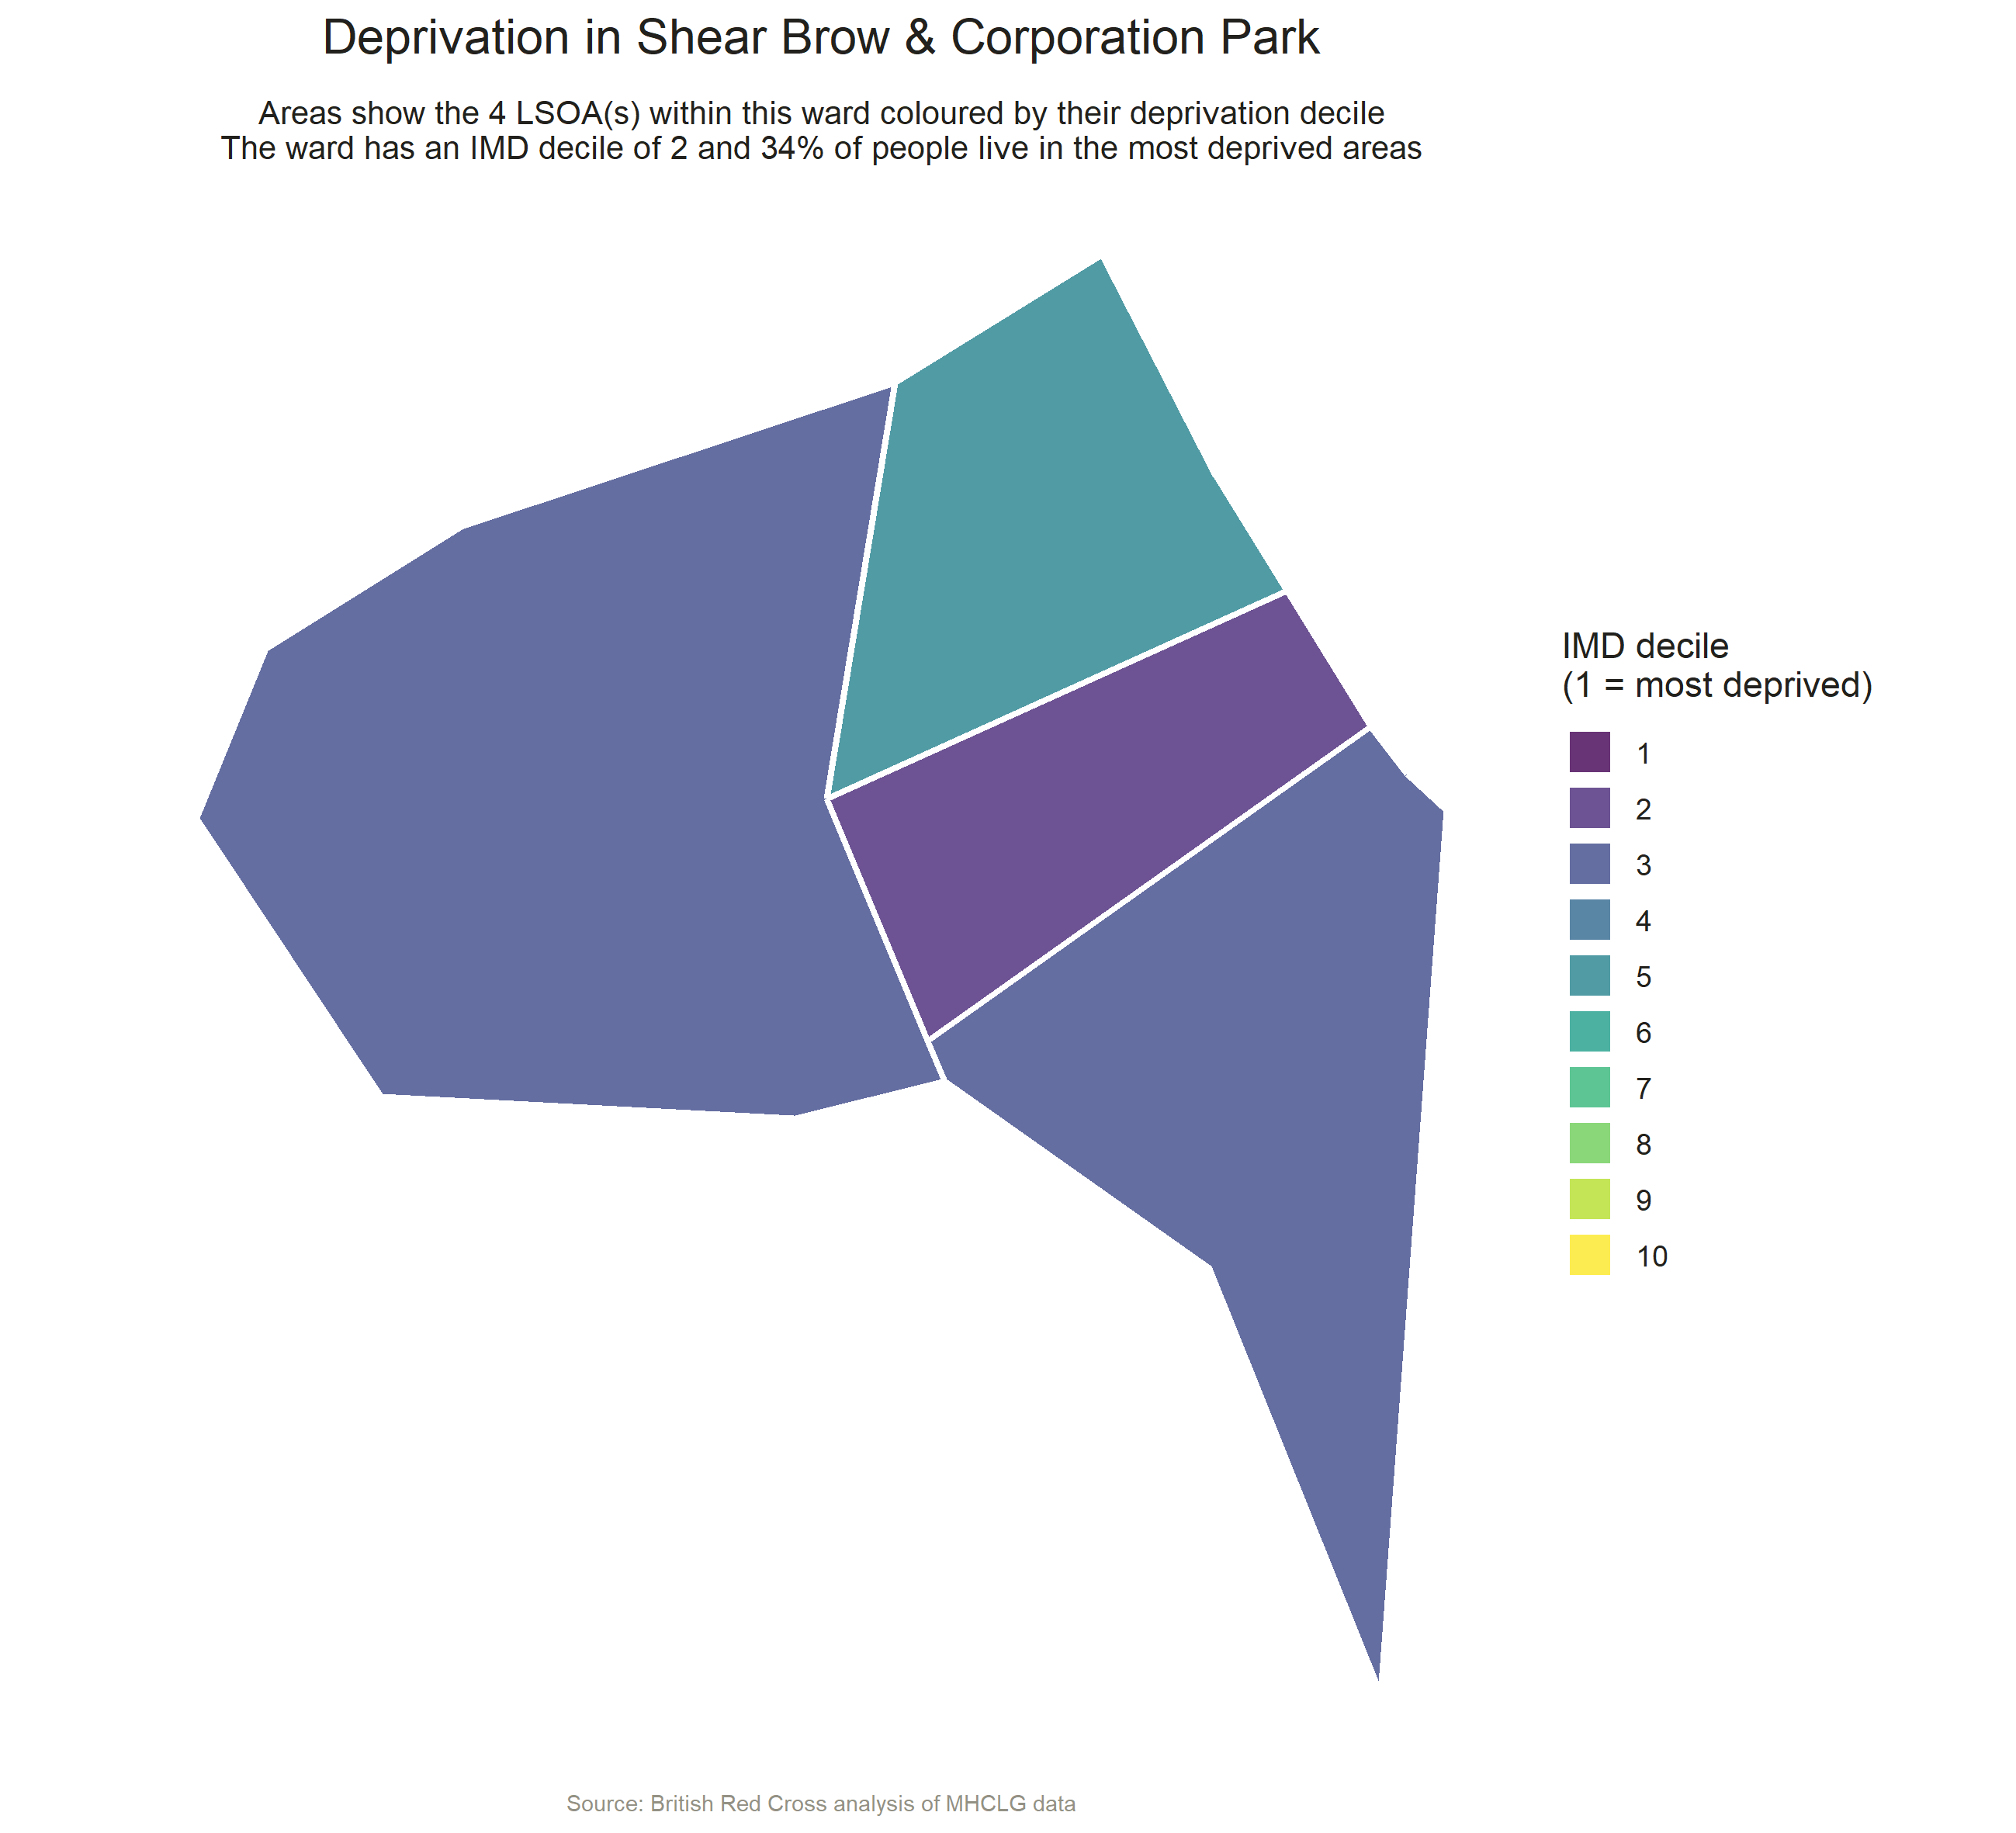 Deprivation in Shear Brow & Corporation Park
Areas show the 4 LSOA(s) within this ward coloured by their deprivation decile
The ward has an IMD decile of 2 and 34% of people live in the most deprived areas
IMD decile
(1 = most deprived)
1
2
3
4
5
6
7
8
9
10
Source: British Red Cross analysis of MHCLG data